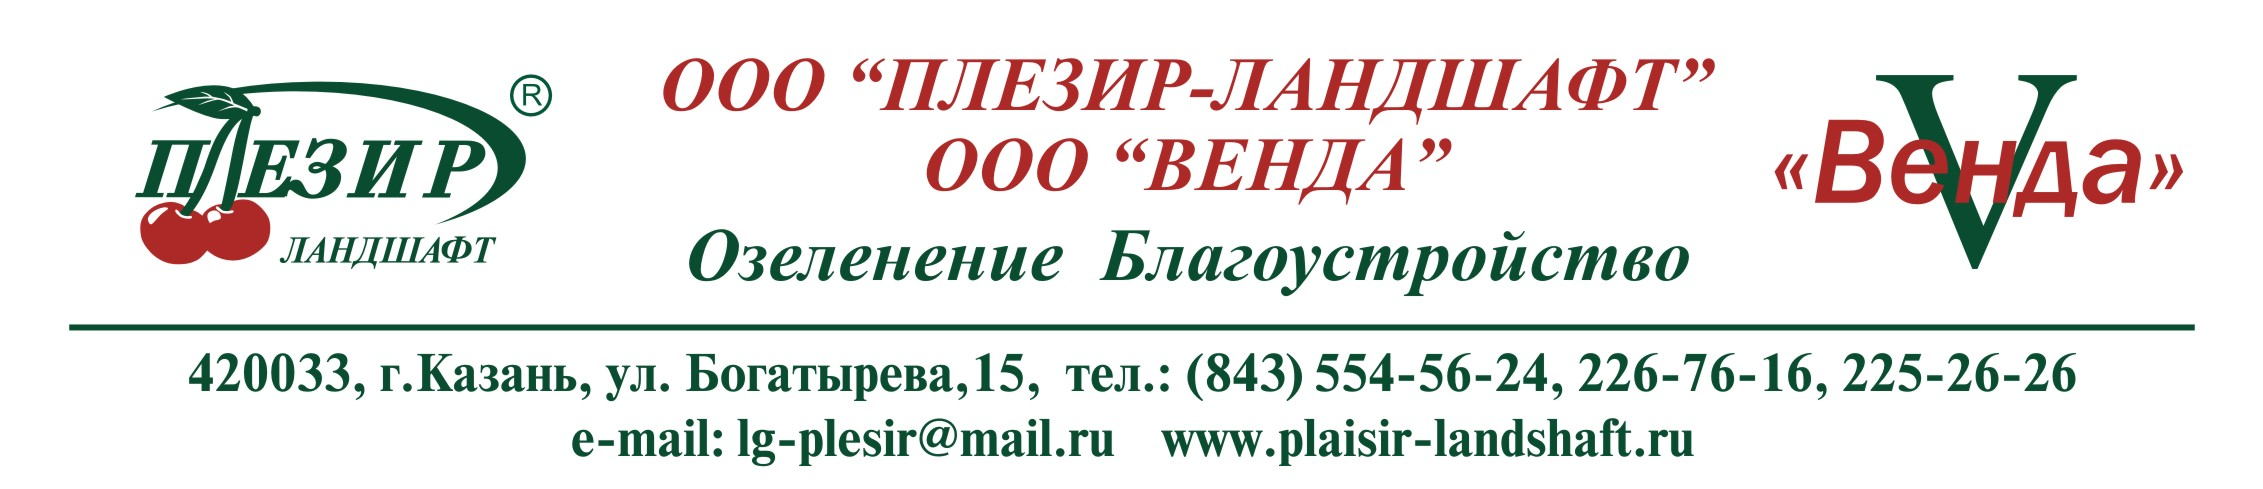 ПЛЕЗИР ®
ЛАНДШАФТ
ООО “ПЛЕЗИР-ЛАНДШАФТ”
ООО “ВЕНДА”
Озеленение Благоустройство
V
«Венда»
420033, г.Казань, ул. Богатырева,15, тел.: (843) 554-56-24, 226-76-16, 225-26-26
e-mail: lg-plesir@mail.ru www.plaisir-landshaft.ru